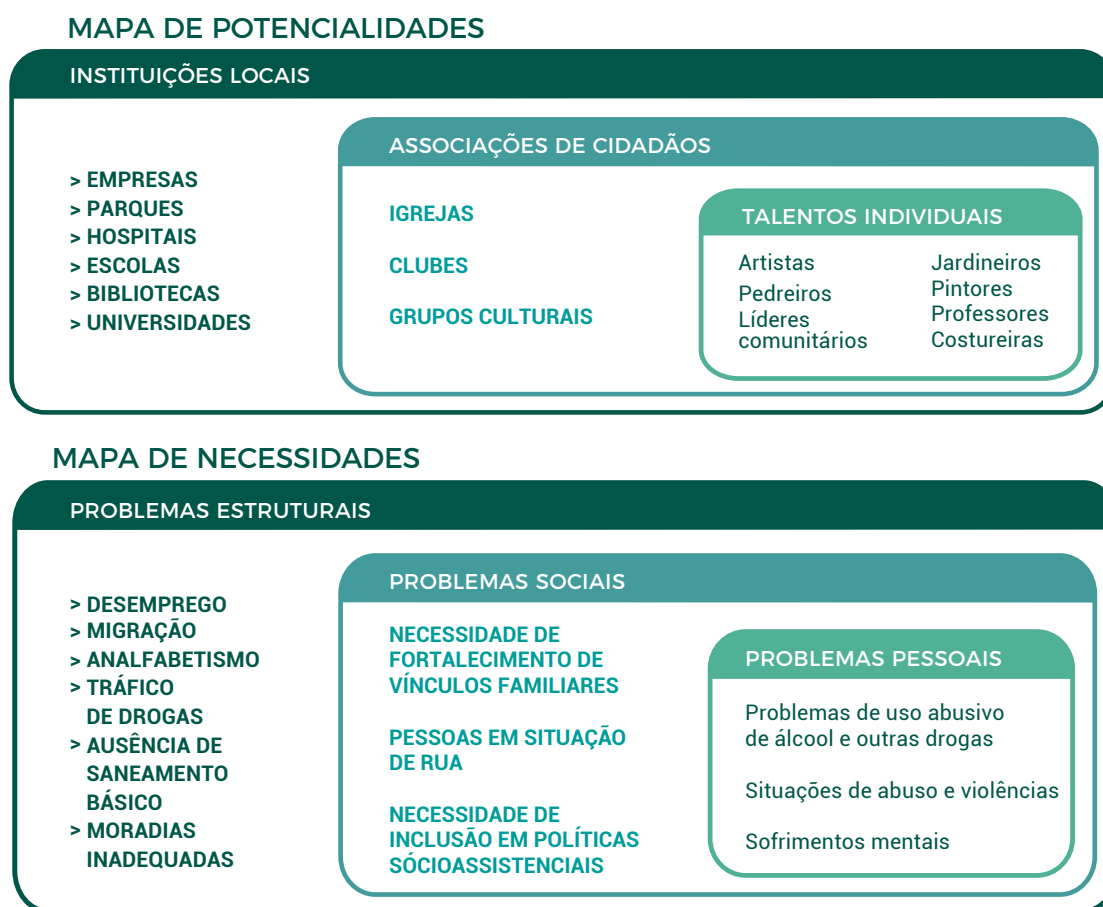 MAPA DE POTENCIALIDADES
INSTITUIÇÕES LOCAIS
> EMPRESAS
> PARQUES
> HOSPITAIS
> ESCOLAS
> BIBLIOTECAS
> UNIVERSIDADES
ASSOCIAÇÕES DE CIDADÃOS
IGREJAS
CLUBES
GRUPOS CULTURAIS
TALENTOS INDIVIDUAIS
Artistas
Pedreiros
Líderes
comunitários
Jardineiros
Pintores
Professores
Costureiras
MAPA DE NECESSIDADES
PROBLEMAS ESTRUTURAIS
> DESEMPREGO
> MIGRAÇÃO
> ANALFABETISMO
> TRÁFICO
DE DROGAS
> AUSÊNCIA DE
SANEAMENTO
BÁSICO
> MORADIAS
INADEQUADAS
PROBLEMAS SOCIAIS
NECESSIDADE DE
FORTALECIMENTO DE
VÍNCULOS FAMILIARES
PESSOAS EM SITUAÇÃO
DE RUA
NECESSIDADE DE
INCLUSÃO EM POLÍTICAS
SÓCIOASSISTENCIAIS
PROBLEMAS PESSOAIS
Problemas de uso abusivo
de álcool e outras drogas
Situações de abuso e violências
Sofrimentos mentais